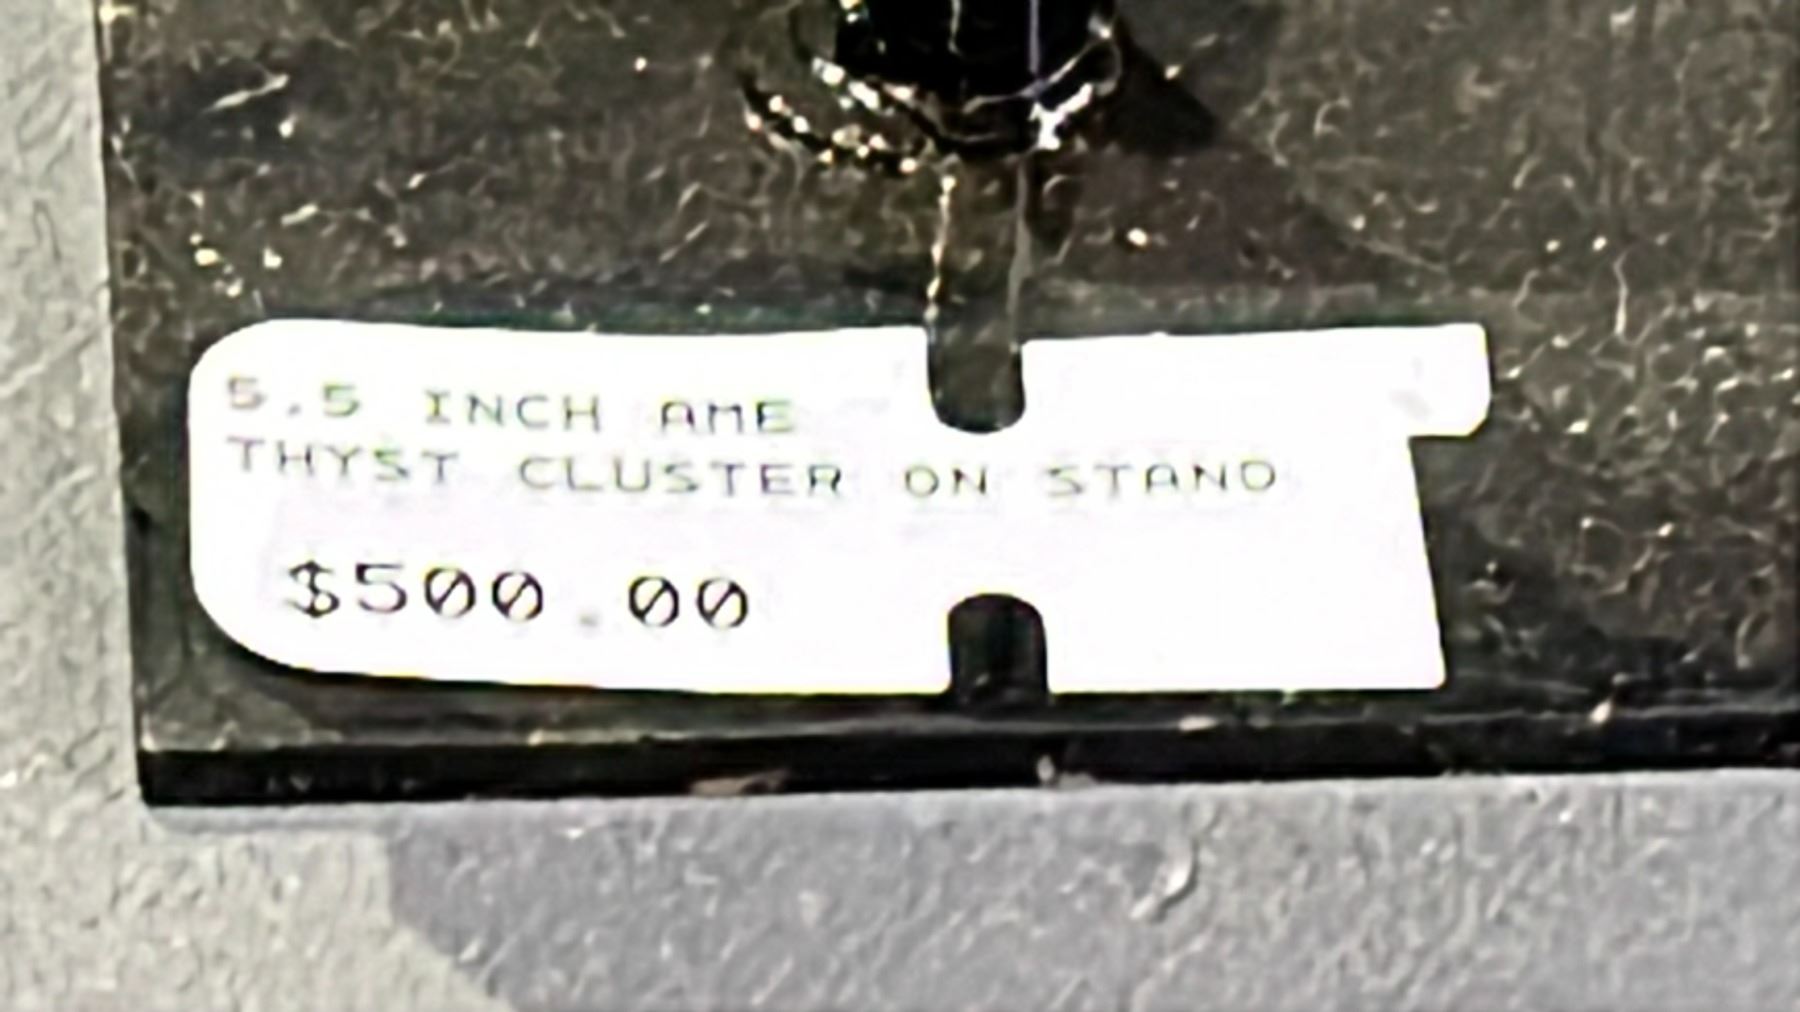 5.5 INCH AME
THYST CLUSTER ON STAND
$500.00